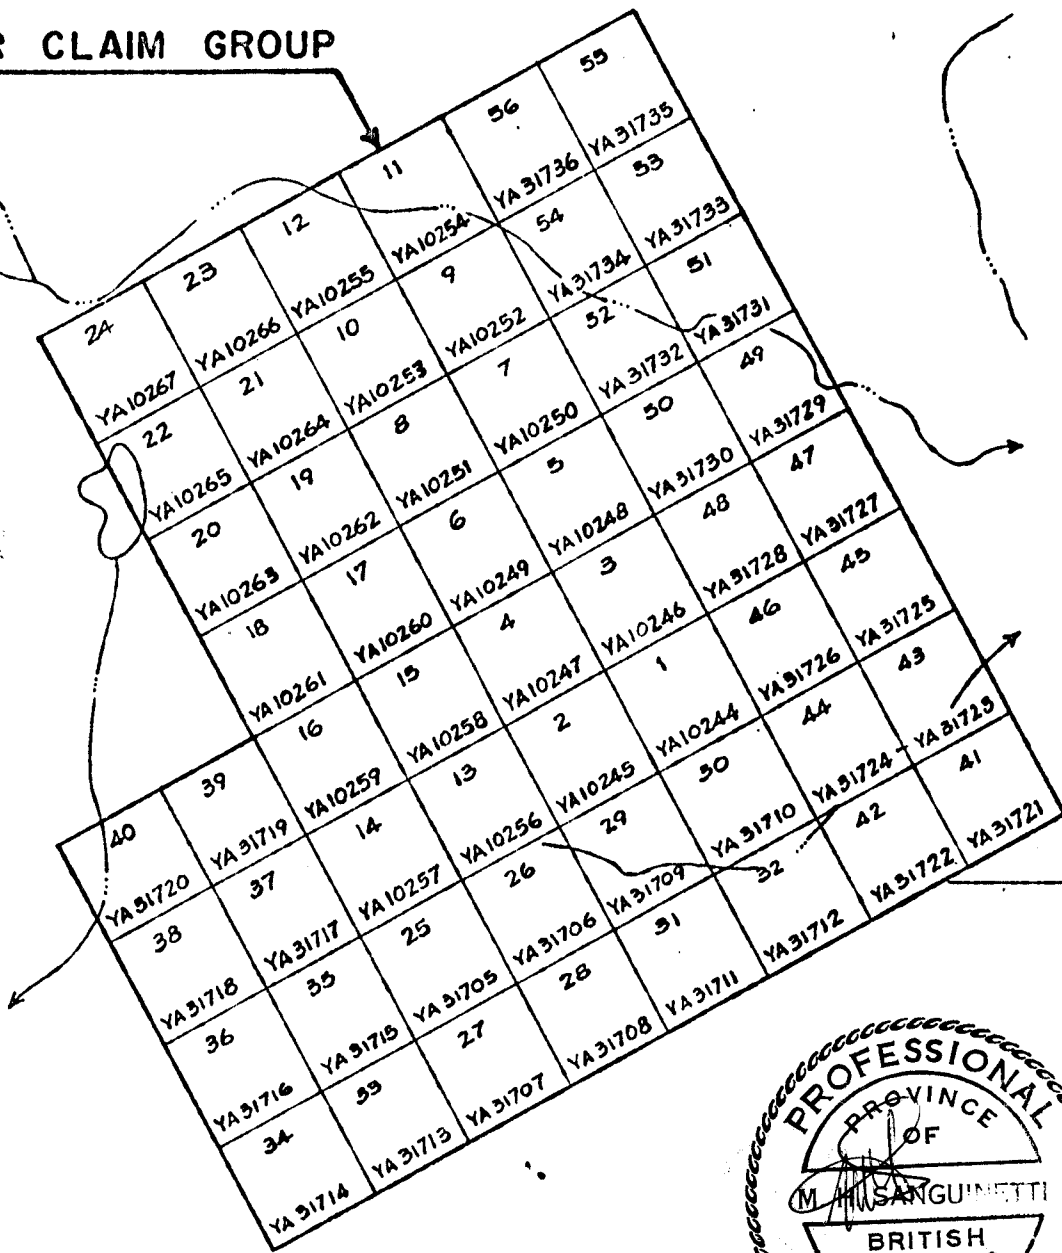 R CLAIM GROUP
24 23 12 11 56 55
YA10267 YA10266 YA10255 YA10254 YA31736 YA31735
22 21 10 9 54 53
YA10265 YA10264 YA10253 YA10252 YA31734 YA31733
20 19 8 7 52 51
YA10263 YA10262 YA10251 YA10250 YA31732 YA31731
18 17 6 5 50 49
YA10261 YA10260 YA10249 YA10248 YA31730 YA31729
40 39 16 15 4 3 48 47
YA31720 YA31719 YA10259 YA10258 YA10247 YA10246 YA31728 YA31727
38 37 14 13 2 1 46 45
YA31718 YA31717 YA10257 YA10256 YA10245 YA10244 YA31726 YA31725
36 35 25 26 29 30 44 43
YA31716 YA31715 YA31705 YA31706 YA31709 YA31710 YA31724 YA31723
34 33 27 28 31 32 42 41
YA31714 YA31713 YA31707 YA31708 YA31711 YA31712 YA31722 YA31721
PROFESSIONAL
PROVINCE
OF
M. H. SANGUINETTI
BRITISH